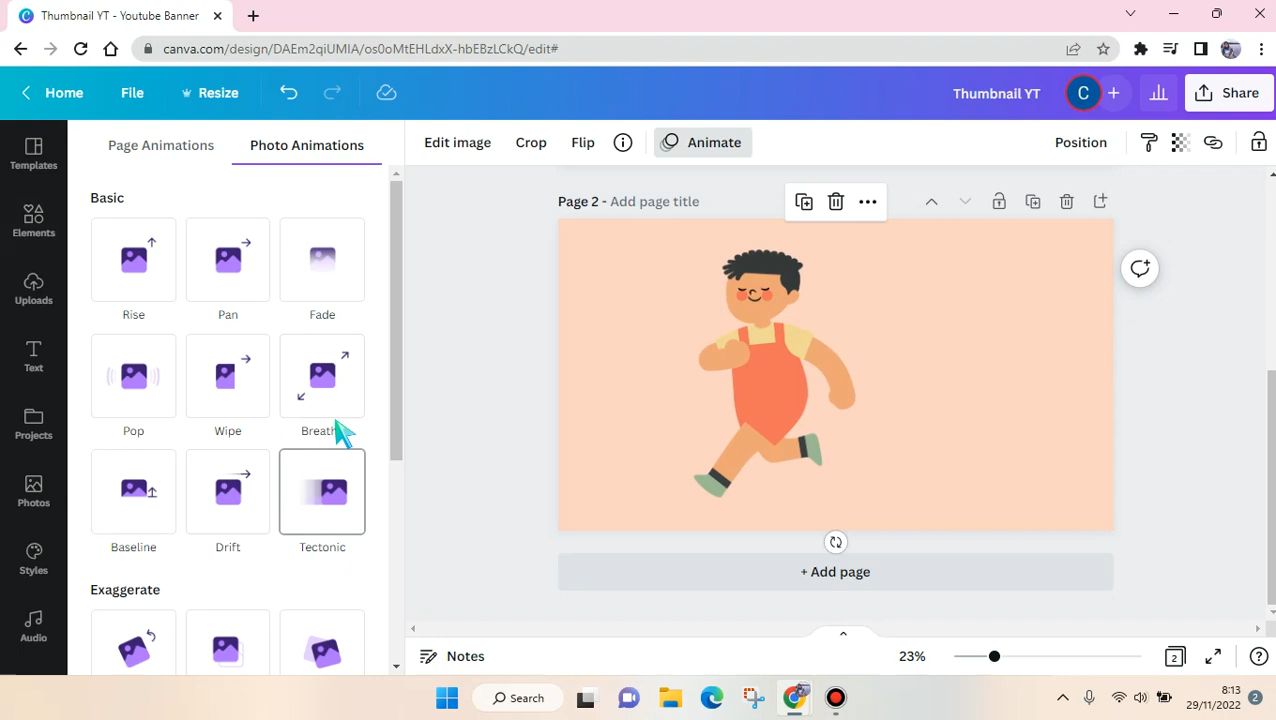 Thumbnail YT - Youtube Banner
canva.com/design/DAEm2qiUMIA/os0oMtEHLdxX-hbEBzLCkQ/edit#
Home File Resize Thumbnail YT C Share
Templates
Elements
Uploads
Text
Projects
Photos
Styles
Audio
Page Animations Photo Animations
Basic
Rise Pan Fade
Pop Wipe Breath
Baseline Drift Tectonic
Exaggerate
Edit image Crop Flip Animate Position
Page 2 - Add page title
+ Add page
Notes 23% 2
Search
8:13
29/11/2022 2